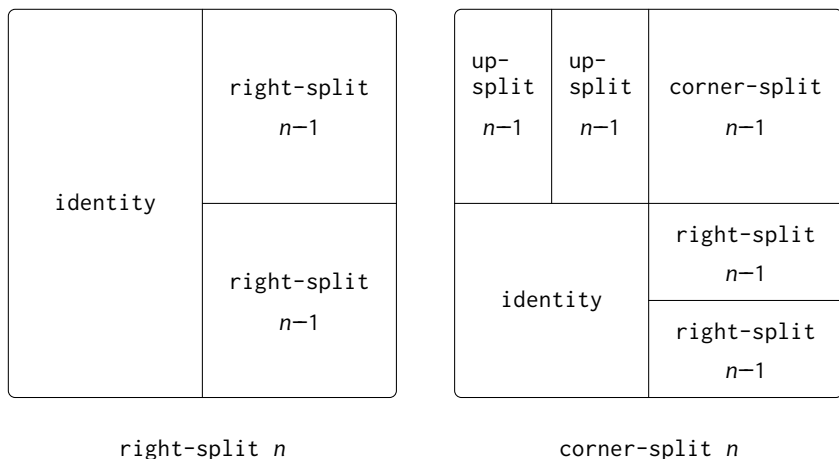 identity
right-split
n−1
right-split
n−1
right-split n
up-
split
n−1
up-
split
n−1
corner-split
n−1
identity
right-split
n−1
right-split
n−1
corner-split n